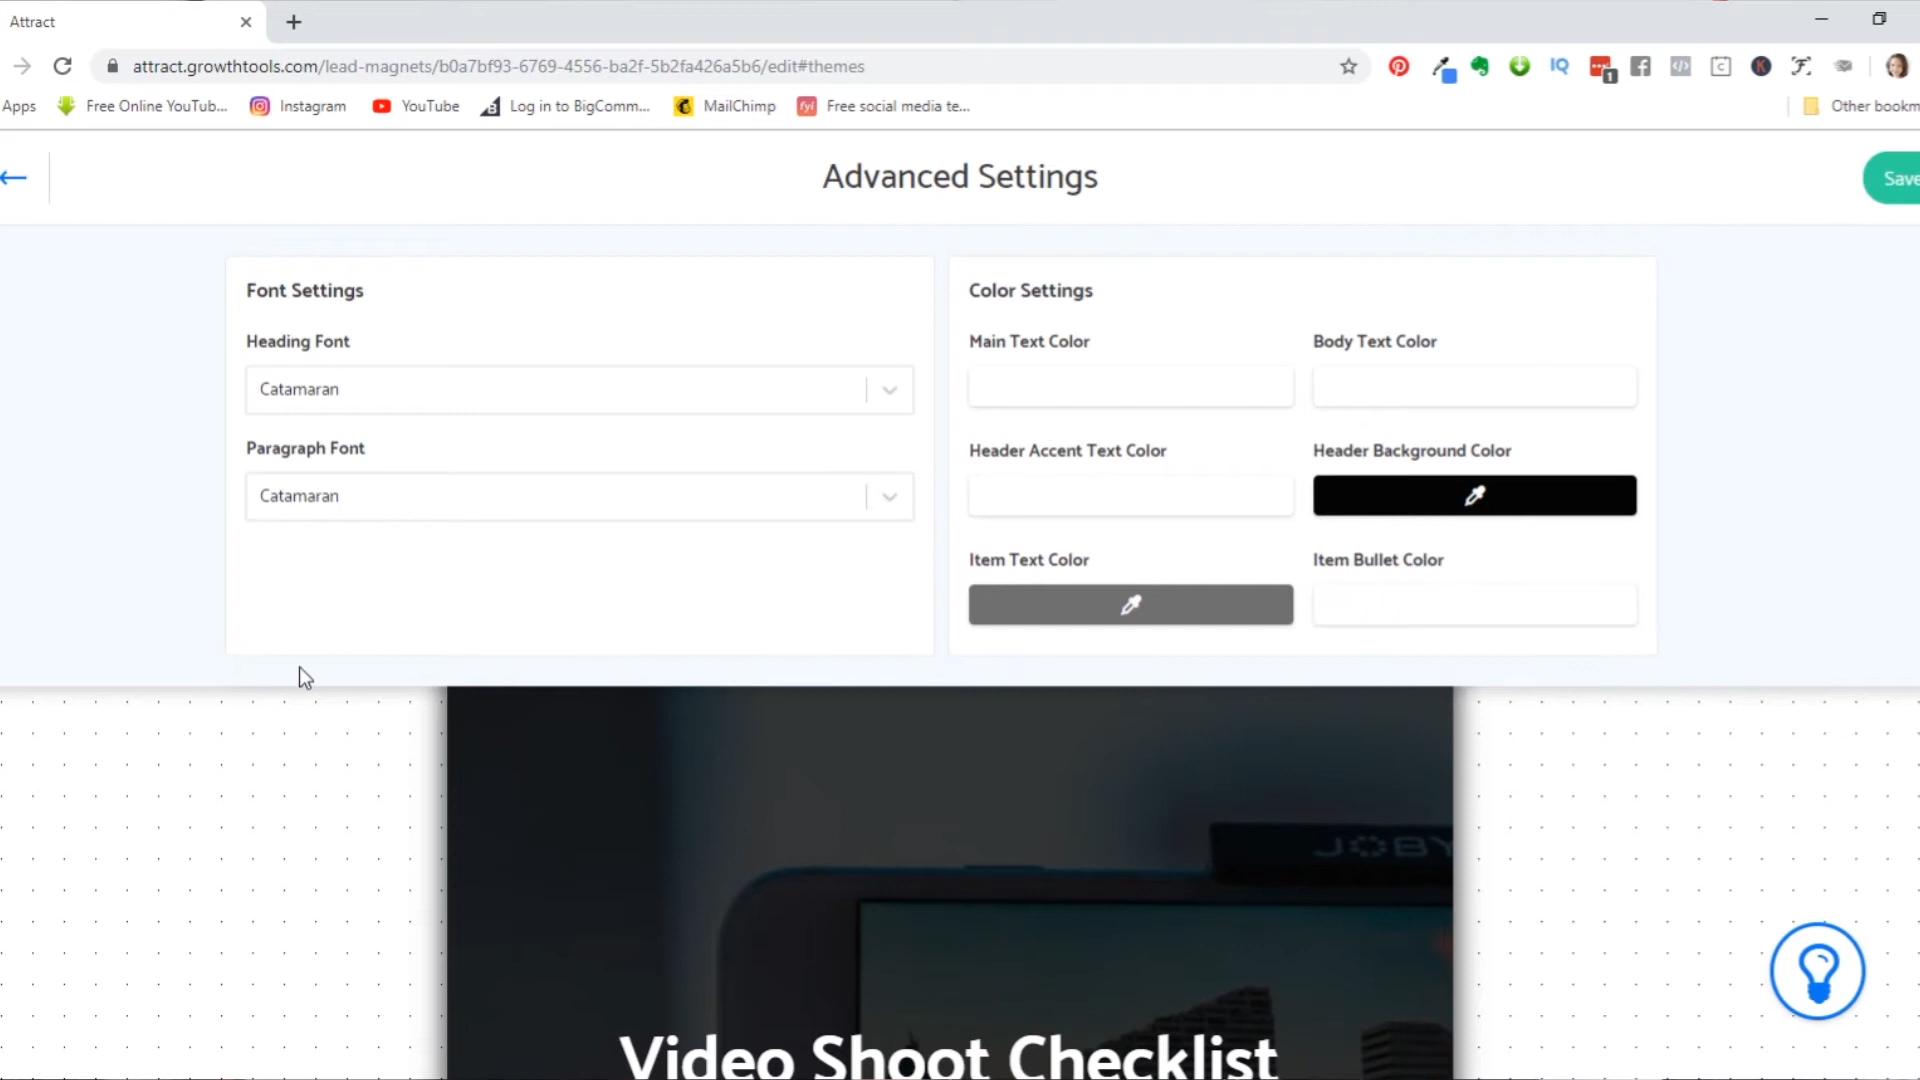 Attract
attract.growthtools.com/lead-magnets/b0a7bf93-6769-4556-ba2f-5b2fa426a5b6/edit#themes
IQ
1
</>
C
K
Apps
Free Online YouTub...
Instagram
YouTube
Log in to BigComm...
MailChimp
fyi
Free social media te...
Other bookm
Advanced Settings
Save
Font Settings
Heading Font
Catamaran
Paragraph Font
Catamaran
Color Settings
Main Text Color
Body Text Color
Header Accent Text Color
Header Background Color
Item Text Color
Item Bullet Color
JOBY
Video Shoot Checklist